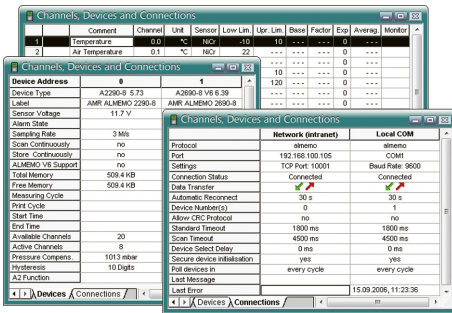 Channels, Devices and Connections
Comment Channel Unit Sensor Low Lim. Upr. Lim. Base Factor Exp Averag. Monitor
1 Temperature 0.0 °C NiCr -10 10 --- --- 0 ---
2 Air Temperature 0.1 °C NiCr 22 --- --- --- 0 ---
--- --- --- 0 ---
10 --- --- 0 ---
120 --- --- 0 ---
--- --- --- 0 ---
Channels, Devices and Connections
Device Address 0 1
Device Type A2290-8 5.73 A2690-8 V6 6.39
Label AMR ALMEMO 2290-8 AMR ALMEMO 2690-8
Sensor Voltage 11.7 V
Alarm State
Sampling Rate 3 M/s
Scan Continuously no
Store Continously no
ALMEMO V6 Support no
Total Memory 509.4 KB
Free Memory 509.4 KB
Measuring Cycle
Print Cycle
Start Time
End Time
Available Channels 20
Active Channels 8
Pressure Compens. 1013 mbar
Hysteresis 10 Digits
A2 Function
Devices Connections
Channels, Devices and Connections
Network (intranet) Local COM
Protocol almemo almemo
Port 192.168.100.105 COM1
Settings TCP Port: 10001 Baud Rate: 9600
Connection Status Connected Connected
Data Transfer
Automatic Reconnect 30 s 30 s
Device Number(s) 0 1
Allow CRC Protocol no no
Standard Timeout 1800 ms 1800 ms
Scan Timeout 4500 ms 4500 ms
Device Select Delay 0 ms 0 ms
Secure device initialisation yes yes
Poll devices in every cycle every cycle
Last Message
Last Error 15.09.2006, 11:23:36
Devices Connections